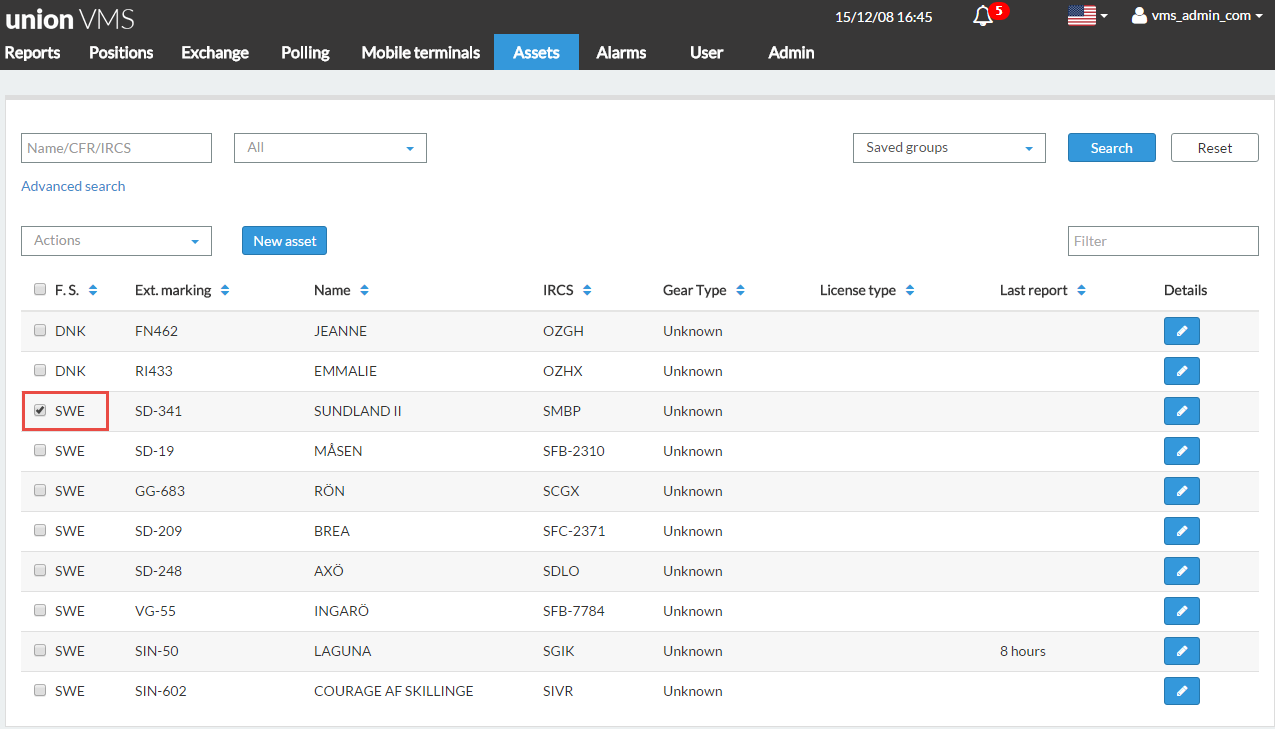 union VMS 15/12/08 16:45 5 vms_admin_com
Reports Positions Exchange Polling Mobile terminals Assets Alarms User Admin
Name/CFR/IRCS All Saved groups Search Reset
Advanced search
Actions New asset Filter
F. S. Ext. marking Name IRCS Gear Type License type Last report Details
DNK FN462 JEANNE OZGH Unknown
DNK RI433 EMMALIE OZHX Unknown
SWE SD-341 SUNDLAND II SMBP Unknown
SWE SD-19 MÅSEN SFB-2310 Unknown
SWE GG-683 RÖN SCGX Unknown
SWE SD-209 BREA SFC-2371 Unknown
SWE SD-248 AXÖ SDLO Unknown
SWE VG-55 INGARÖ SFB-7784 Unknown
SWE SIN-50 LAGUNA SGIK Unknown 8 hours
SWE SIN-602 COURAGE AF SKILLINGE SIVR Unknown